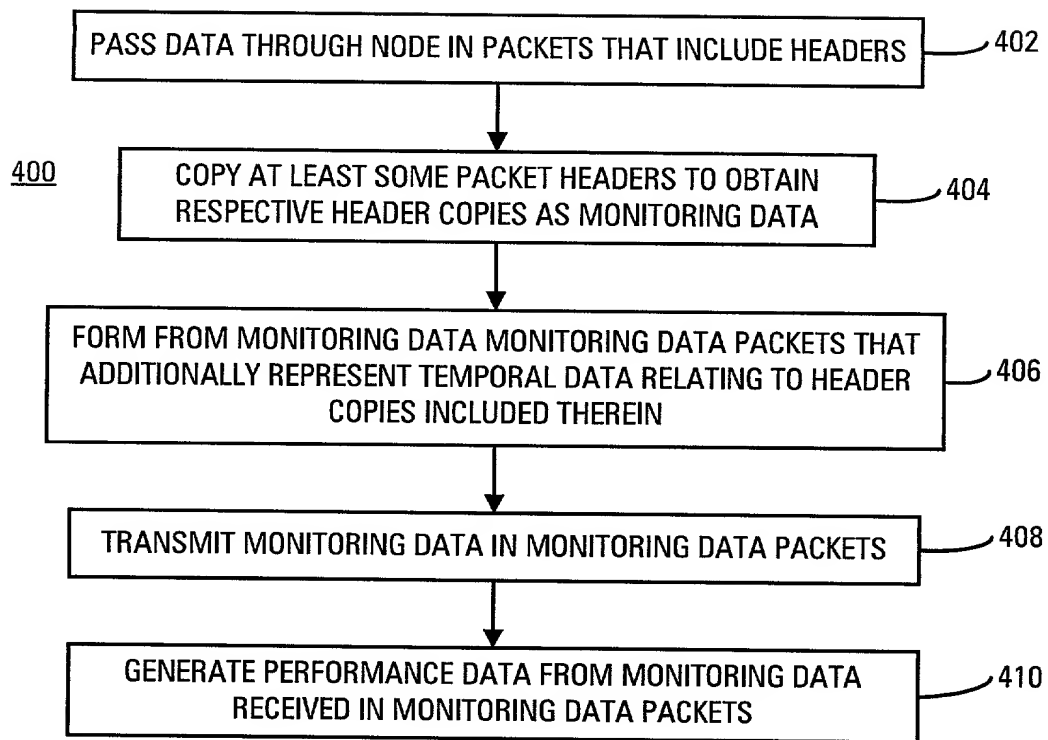 PASS DATA THROUGH NODE IN PACKETS THAT INCLUDE HEADERS
402
400
COPY AT LEAST SOME PACKET HEADERS TO OBTAIN
RESPECTIVE HEADER COPIES AS MONITORING DATA
404
FORM FROM MONITORING DATA MONITORING DATA PACKETS THAT
ADDITIONALLY REPRESENT TEMPORAL DATA RELATING TO HEADER
COPIES INCLUDED THEREIN
406
TRANSMIT MONITORING DATA IN MONITORING DATA PACKETS
408
GENERATE PERFORMANCE DATA FROM MONITORING DATA
RECEIVED IN MONITORING DATA PACKETS
410